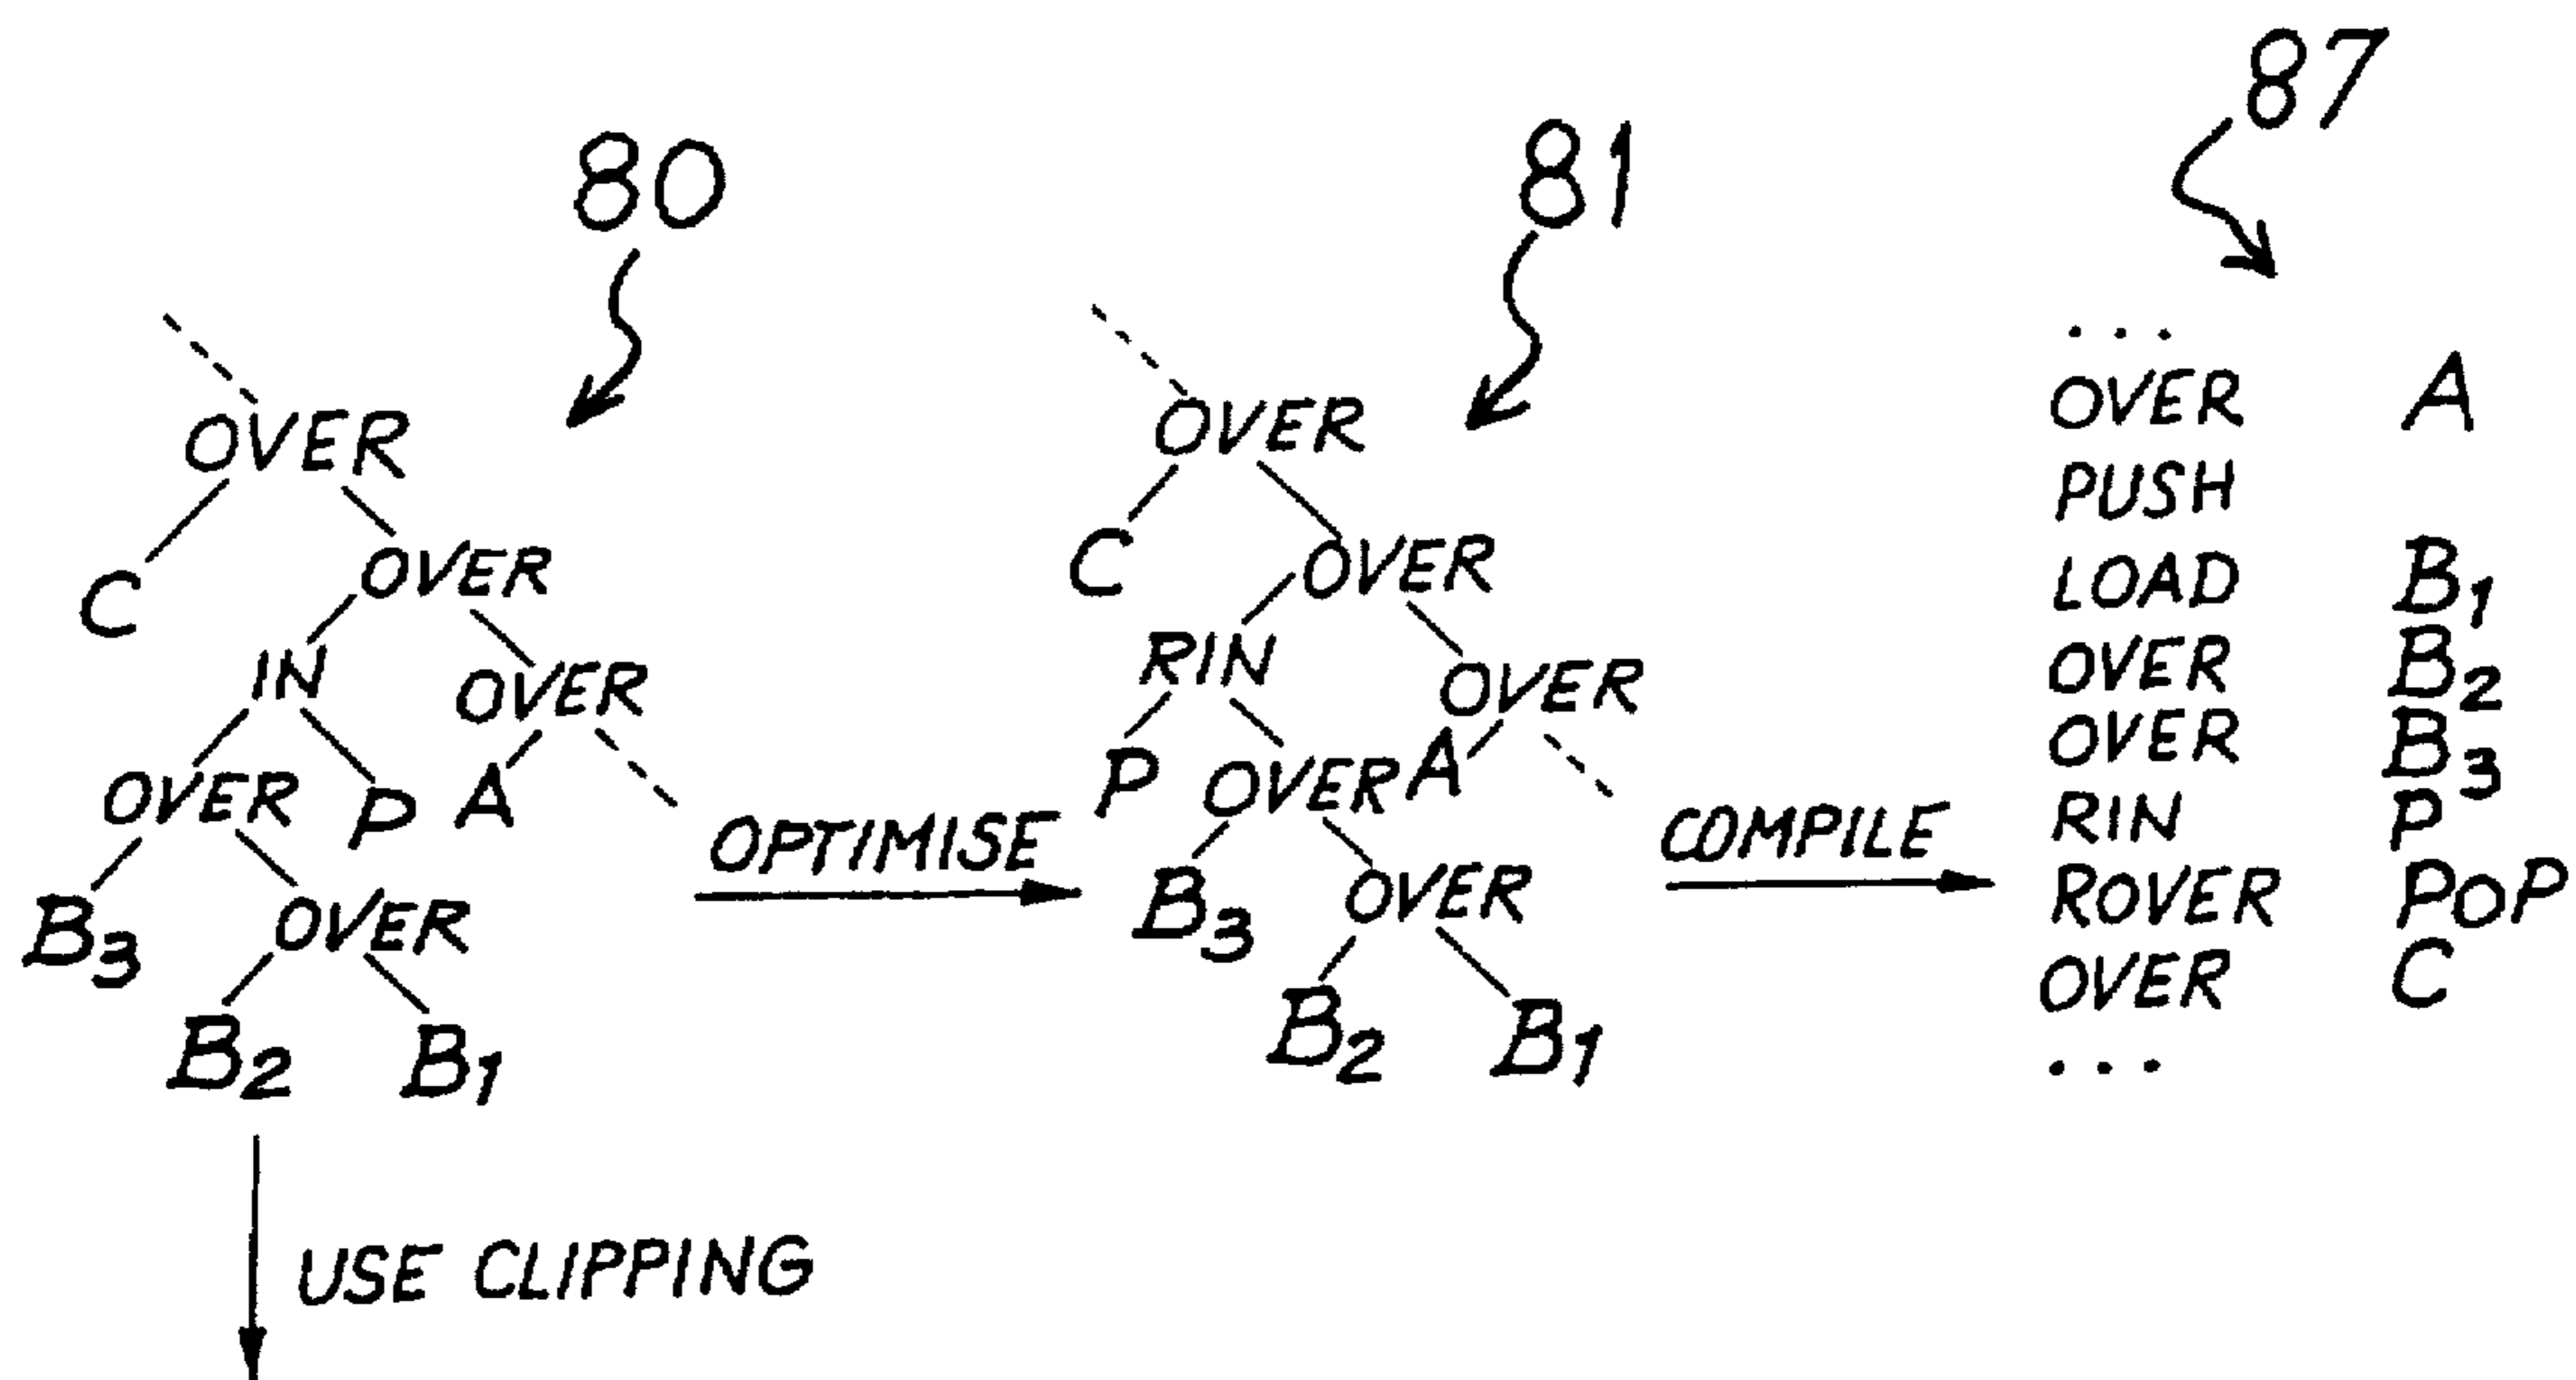 80
81
87
OVER
C
OVER
IN
OVER
OVER
P
A
B3
OVER
B2
B1
OPTIMISE
OVER
C
OVER
RIN
OVER
P
OVER
A
B3
OVER
B2
B1
COMPILE
...
OVER A
PUSH
LOAD B1
OVER B2
OVER B3
RIN P
ROVER POP
OVER C
...
USE CLIPPING